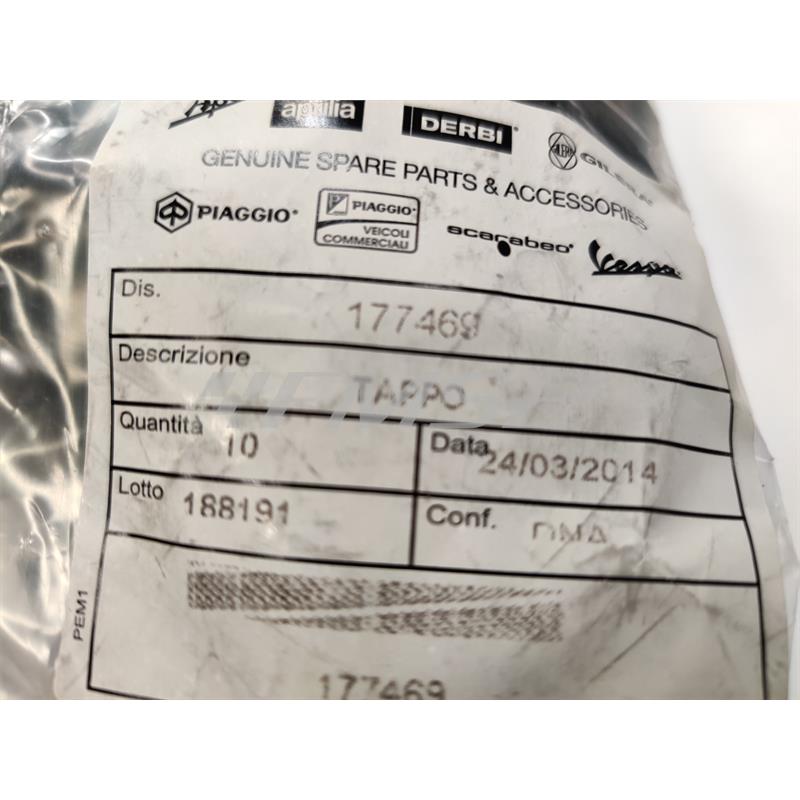 aprilia DERBI GILERA
GENUINE SPARE PARTS & ACCESSORIES
PIAGGIO PIAGGIO
VEICOLI
COMMERCIALI
scarabeo Vespa
Dis.
177469
Descrizione
TAPPO
Quantità 10 Data 24/03/2014
Lotto 188191 Conf. DMA
PEM1
177469